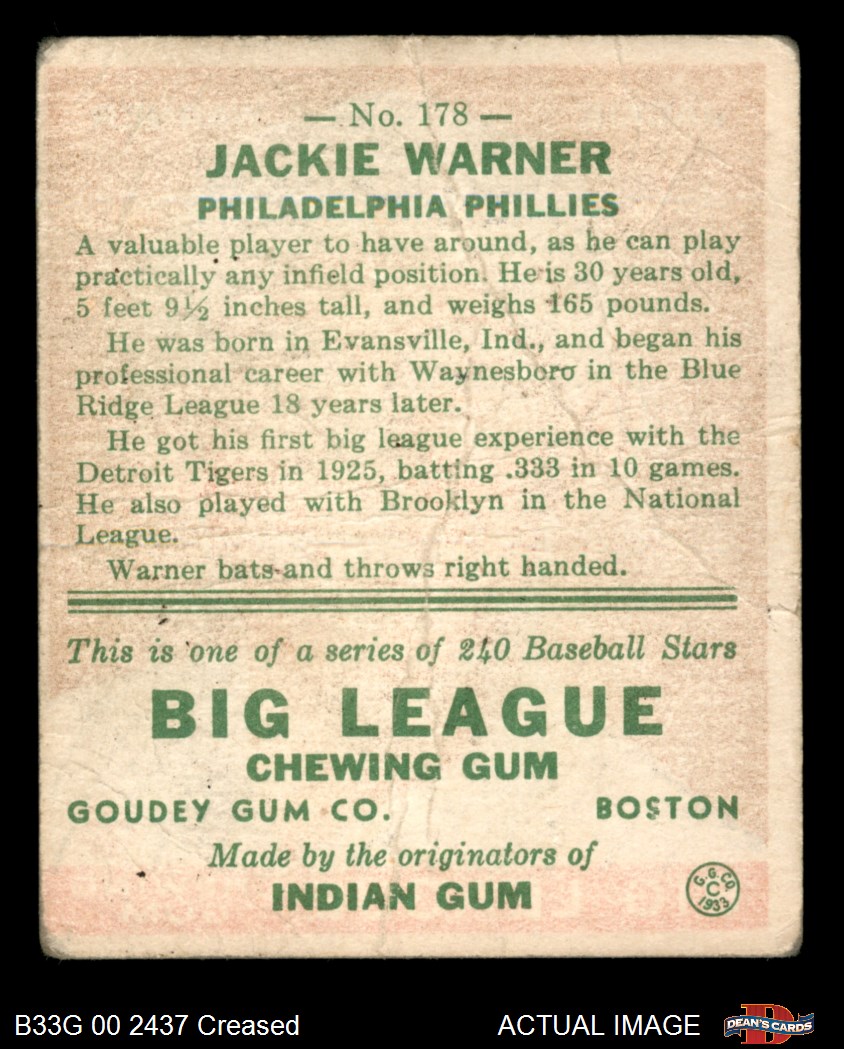 — No. 178 —
JACKIE WARNER
PHILADELPHIA PHILLIES
A valuable player to have around, as he can play
practically any infield position. He is 30 years old,
5 feet 9½ inches tall, and weighs 165 pounds.
He was born in Evansville, Ind., and began his
professional career with Waynesboro in the Blue
Ridge League 18 years later.
He got his first big league experience with the
Detroit Tigers in 1925, batting .333 in 10 games.
He also played with Brooklyn in the National
League.
Warner bats and throws right handed.
This is one of a series of 240 Baseball Stars
BIG LEAGUE
CHEWING GUM
GOUDEY GUM CO. BOSTON
Made by the originators of
INDIAN GUM
G. G. CO.
C
1933
B33G 00 2437 Creased ACTUAL IMAGE DEAN'S CARDS